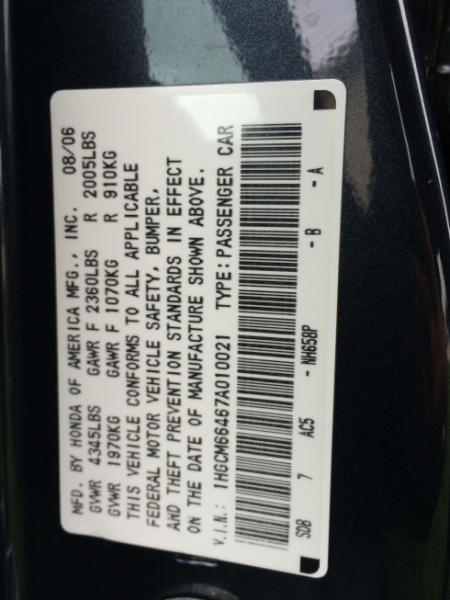 MFD. BY HONDA OF AMERICA MFG., INC. 08/06
GVWR 4345LBS GAWR F 2360LBS R 2005LBS
GVWR 1970KG GAWR F 1070KG R 910KG
THIS VEHICLE CONFORMS TO ALL APPLICABLE
FEDERAL MOTOR VEHICLE SAFETY, BUMPER,
AND THEFT PREVENTION STANDARDS IN EFFECT
ON THE DATE OF MANUFACTURE SHOWN ABOVE.
V.I.N.: 1HGCM66467A010021 TYPE:PASSENGER CAR
SDB 7 AC5 - NH658P - B - A